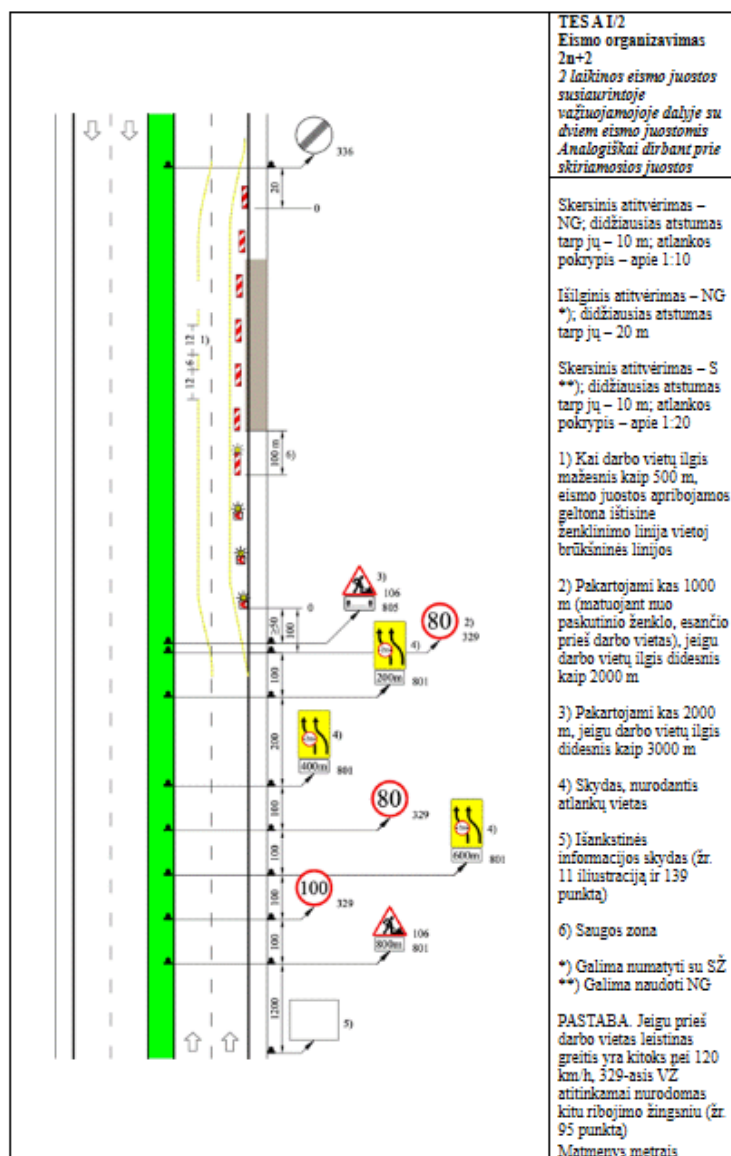 TES A I/2
Eismo organizavimas
2n+2
2 laikinos eismo juostos
susiaurintoje
važiuojamojoje dalyje su
dviem eismo juostomis
Analogiškai dirbant prie
skiriamosios juostos
Skersinis atitvėrimas –
NG; didžiausias atstumas
tarp jų – 10 m; atlankos
pokrypis – apie 1:10
Išilginis atitvėrimas – NG
*); didžiausias atstumas
tarp jų – 20 m
Skersinis atitvėrimas – S
**); didžiausias atstumas
tarp jų – 10 m; atlankos
pokrypis – apie 1:20
1) Kai darbo vietų ilgis
mažesnis kaip 500 m,
eismo juostos apribojamos
geltona ištisine
ženklinimo linija vietoj
brūkšninės linijos
2) Pakartojami kas 1000
m (matuojant nuo
paskutinio ženklo, esančio
prieš darbo vietas), jeigu
darbo vietų ilgis didesnis
kaip 2000 m
3) Pakartojami kas 2000
m, jeigu darbo vietų ilgis
didesnis kaip 3000 m
4) Skydas, nurodantis
atlankų vietas
5) Išankstinės
informacijos skydas (žr.
11 iliustraciją ir 139
punktą)
6) Saugos zona
*) Galima numatyti su SŽ
**) Galima naudoti NG
PASTABA. Jeigu prieš
darbo vietas leistinas
greitis yra kitoks nei 120
km/h, 329-asis VŽ
atitinkamai nurodomas
kitu ribojimo žingsniu (žr.
95 punktą)
Matmenys metrais
336
20
0
12
6
12
1)
100 m
6)
3)
106
805
0
≥50
100
80
2)
329
4)
200m
801
100
200
4)
400m
801
80
329
100
4)
600m
801
100
100
329
100
106
800m
801
100
1200
5)